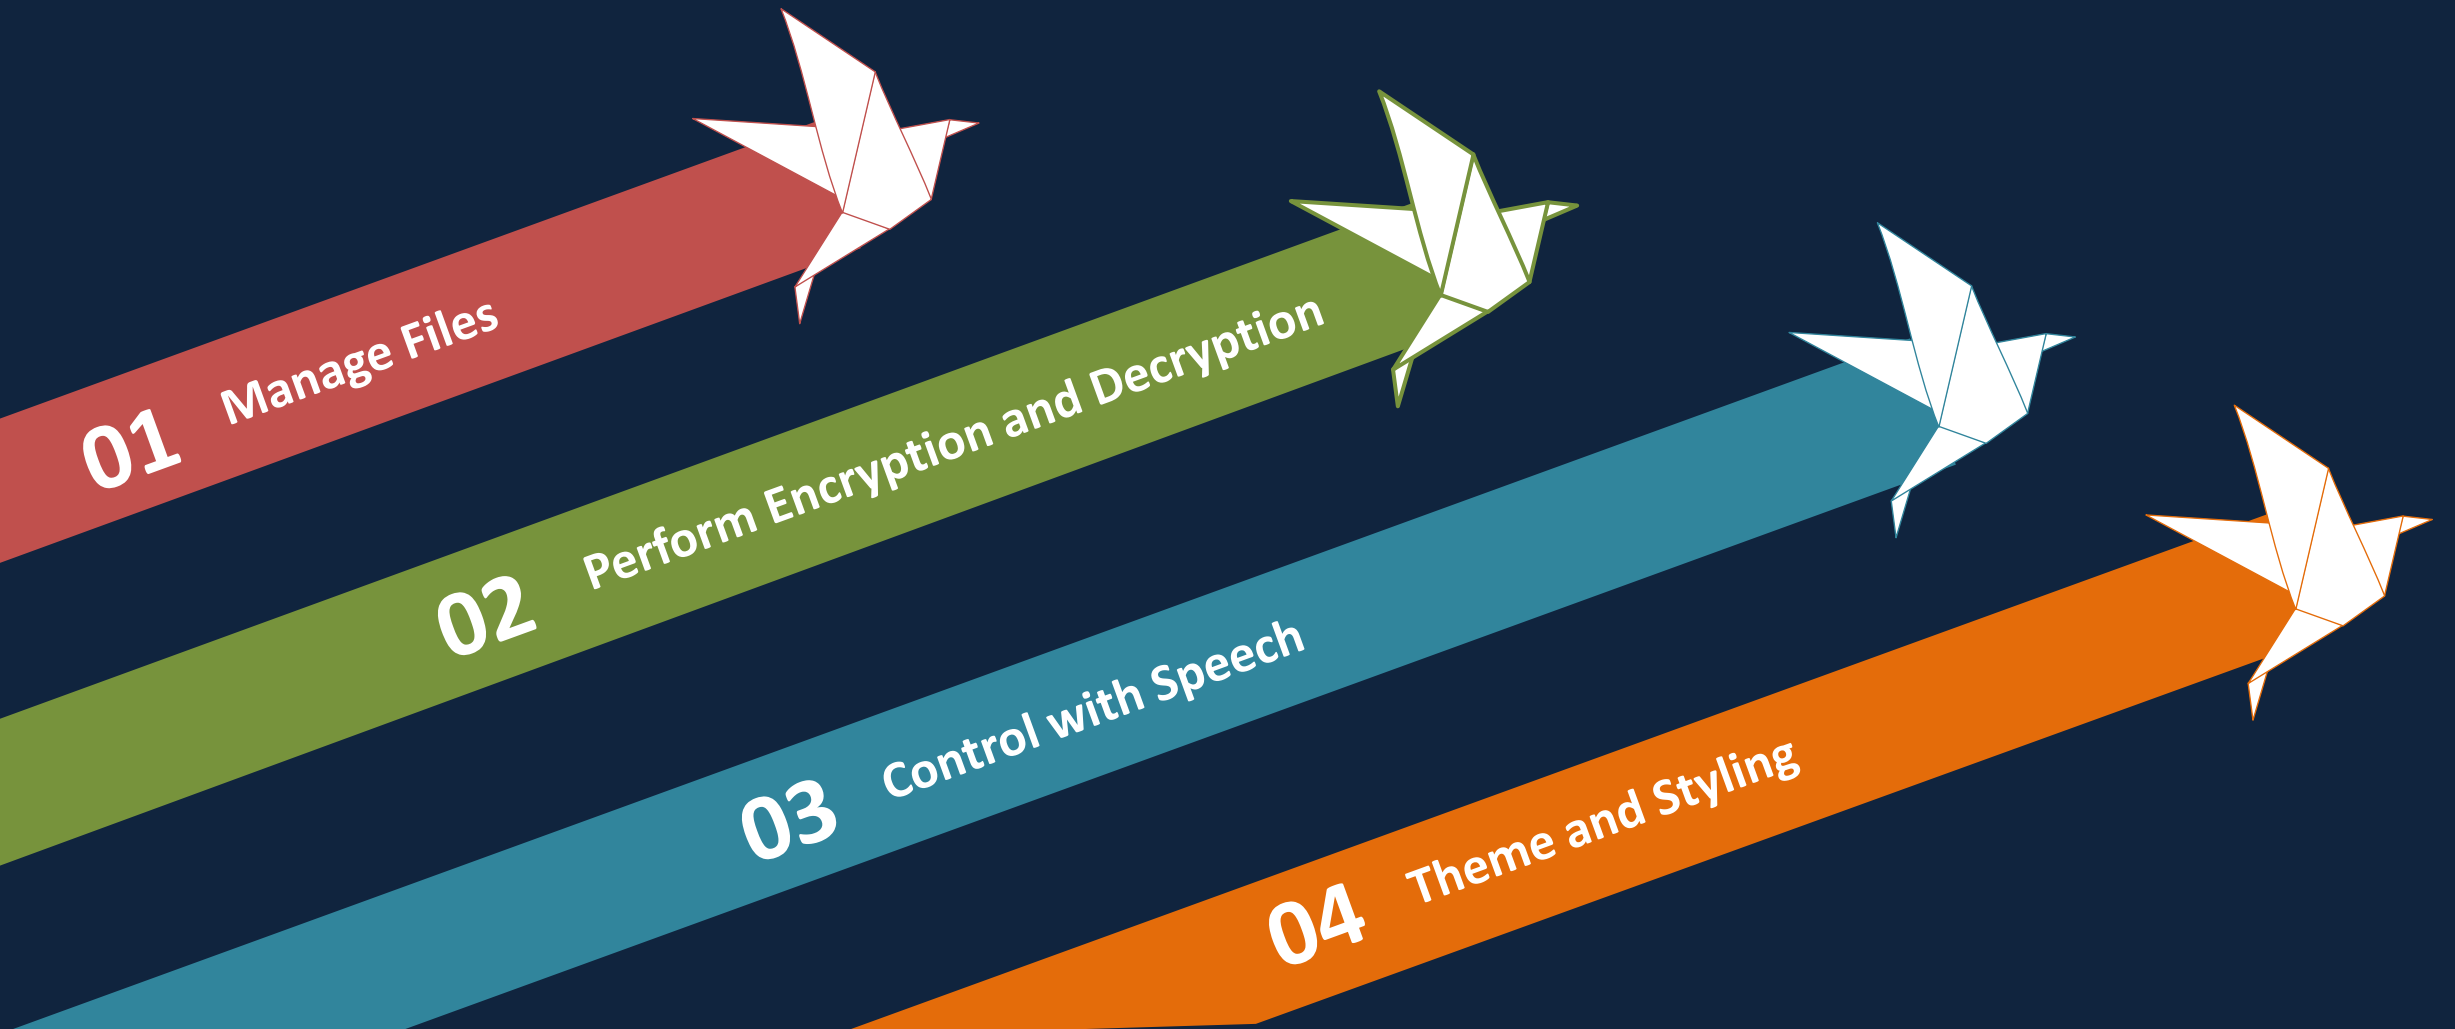 01 Manage Files
02 Perform Encryption and Decryption
03 Control with Speech
04 Theme and Styling